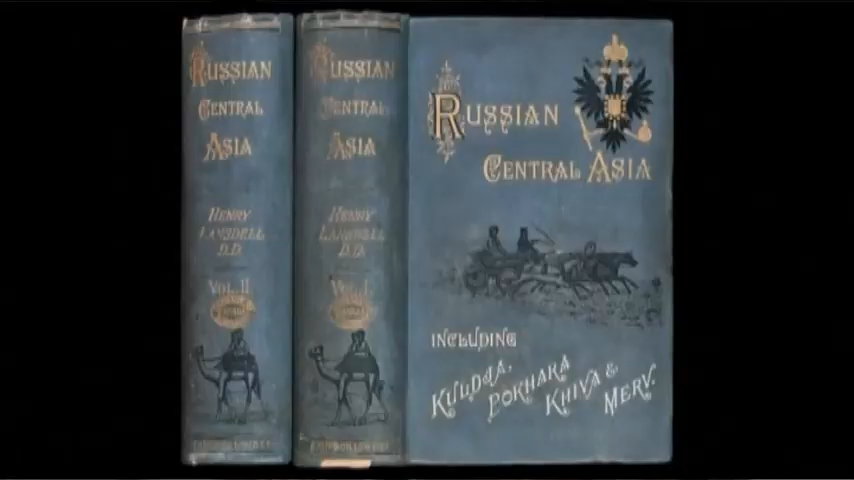 RUSSIAN
CENTRAL
ASIA
HENRY
LANSDELL
D.D.
VOL. II
RUSSIAN
CENTRAL
ASIA
HENRY
LANSDELL
D.D.
VOL. I
RUSSIAN
CENTRAL ASIA
INCLUDING
KULDJA,
BOKHARA
KHIVA &
MERV.